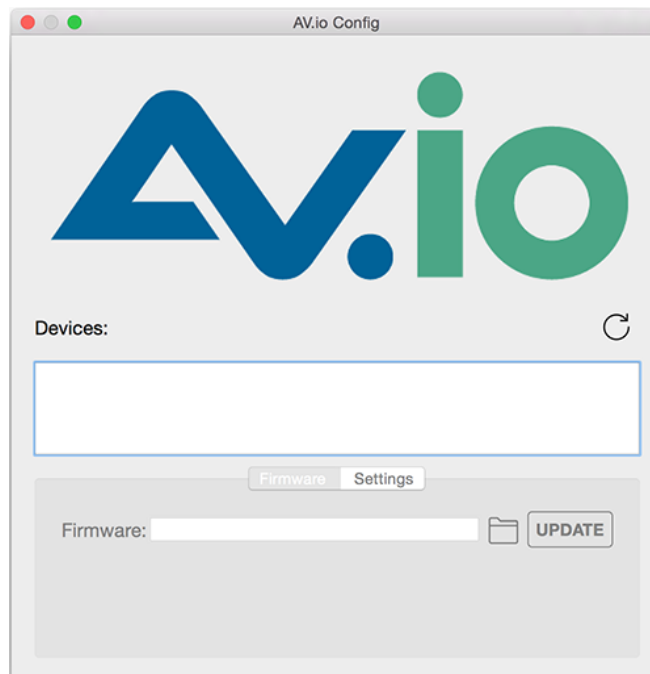 AV.io Config
AV.io
Devices:
Firmware Settings
Firmware: UPDATE